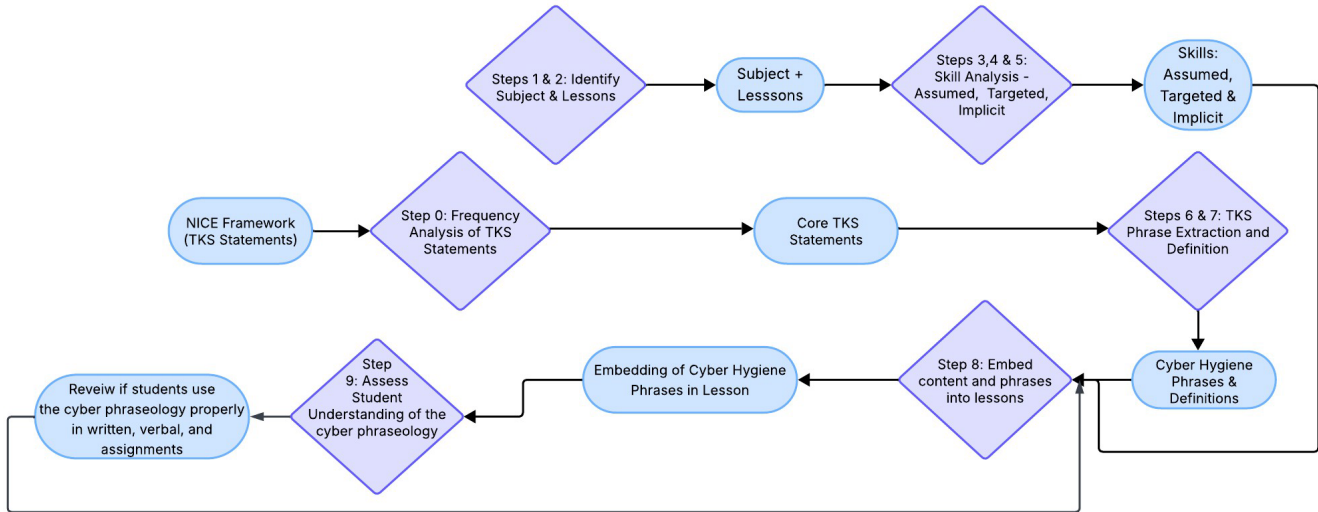 Steps 1 & 2: Identify
Subject & Lessons
Subject +
Lesssons
Steps 3,4 & 5:
Skill Analysis -
Assumed, Targeted,
Implicit
Skills:
Assumed,
Targeted &
Implicit
NICE Framework
(TKS Statements)
Step 0: Frequency
Analysis of TKS
Statements
Core TKS
Statements
Steps 6 & 7: TKS
Phrase Extraction and
Definition
Cyber Hygiene
Phrases &
Definitions
Step 8: Embed
content and phrases
into lessons
Embedding of Cyber Hygiene
Phrases in Lesson
Step
9: Assess
Student
Understanding of the
cyber phraseology
Reveiw if students use
the cyber phraseology properly
in written, verbal, and
assignments